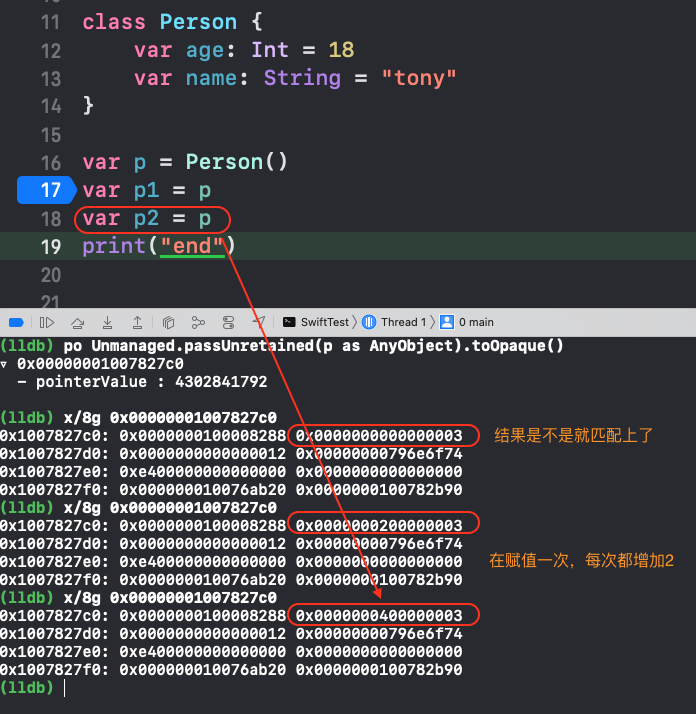 11 class Person {
12 var age: Int = 18
13 var name: String = "tony"
14 }
15
16 var p = Person()
17 var p1 = p
18 var p2 = p
19 print("end")
20
21
SwiftTest 〉 Thread 1 〉 0 main
(lldb) po Unmanaged.passUnretained(p as AnyObject).toOpaque()
▿ 0x00000001007827c0
- pointerValue : 4302841792
(lldb) x/8g 0x00000001007827c0
0x1007827c0: 0x0000000100008288 0x0000000000000003 结果是不是就匹配上了
0x1007827d0: 0x0000000000000012 0x00000000796e6f74
0x1007827e0: 0xe400000000000000 0x0000000000000000
0x1007827f0: 0x000000010076ab20 0x0000000100782b90
(lldb) x/8g 0x00000001007827c0
0x1007827c0: 0x0000000100008288 0x0000000200000003
0x1007827d0: 0x0000000000000012 0x00000000796e6f74
0x1007827e0: 0xe400000000000000 0x0000000000000000 在赋值一次，每次都增加2
0x1007827f0: 0x000000010076ab20 0x0000000100782b90
(lldb) x/8g 0x00000001007827c0
0x1007827c0: 0x0000000100008288 0x0000000400000003
0x1007827d0: 0x0000000000000012 0x00000000796e6f74
0x1007827e0: 0xe400000000000000 0x0000000000000000
0x1007827f0: 0x000000010076ab20 0x0000000100782b90
(lldb)